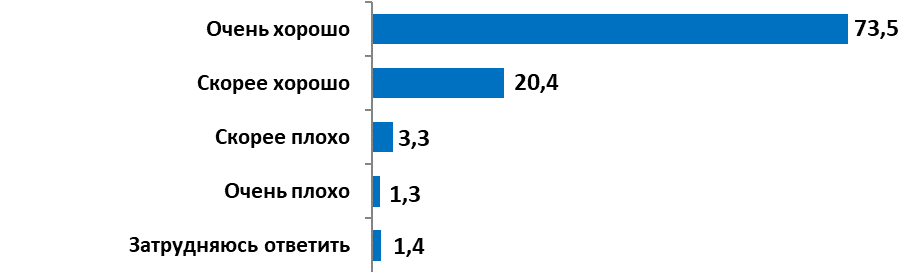 Очень хорошо 73,5
Скорее хорошо 20,4
Скорее плохо 3,3
Очень плохо 1,3
Затрудняюсь ответить 1,4